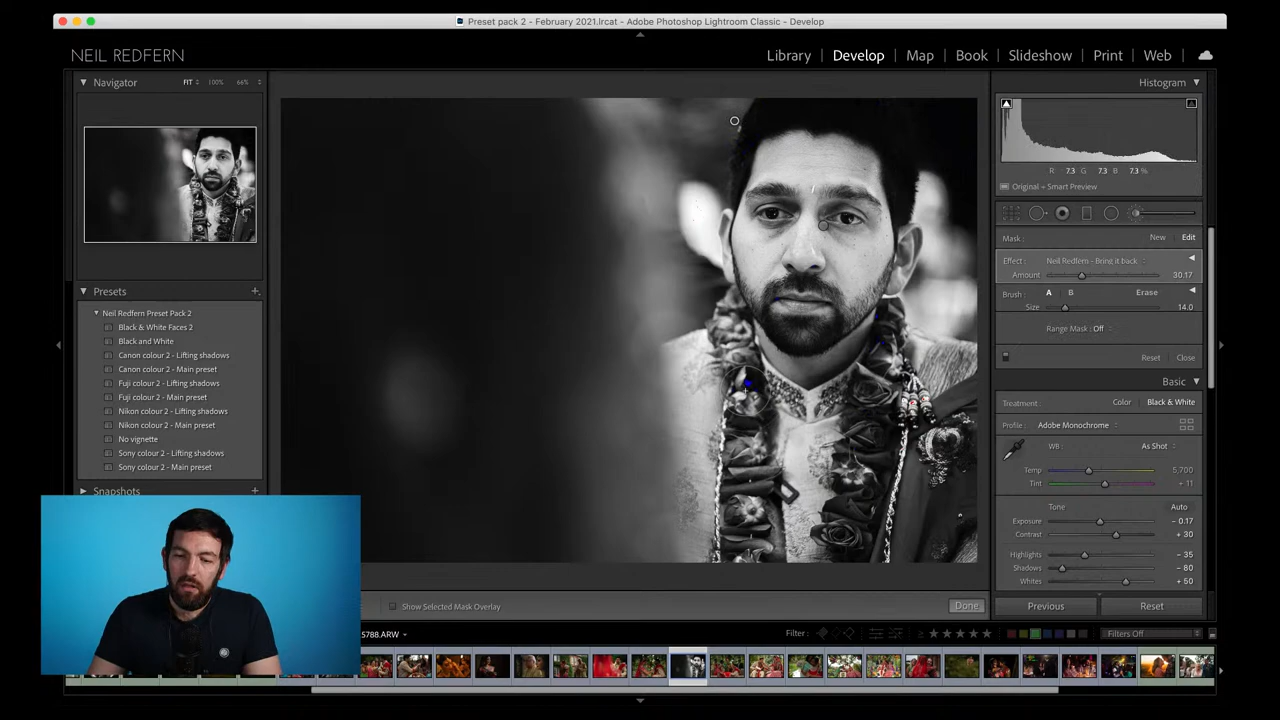 Preset pack 2 - February 2021.lrcat - Adobe Photoshop Lightroom Classic - Develop
NEIL REDFERN
Library | Develop | Map | Book | Slideshow | Print | Web
Navigator FIT 100% 66%
Histogram
R 7.3 G 7.3 B 7.3 %
Original + Smart Preview
Mask : New Edit
Effect : Neil Redfern - Bring it back
Amount 30.17
Brush : A B Erase
Size 14.0
Range Mask : Off
Reset Close
Presets
Neil Redfern Preset Pack 2
Black & White Faces 2
Black and White
Canon colour 2 - Lifting shadows
Canon colour 2 - Main preset
Fuji colour 2 - Lifting shadows
Fuji colour 2 - Main preset
Nikon colour 2 - Lifting shadows
Nikon colour 2 - Main preset
No vignette
Sony colour 2 - Lifting shadows
Sony colour 2 - Main preset
Snapshots
Basic
Treatment : Color Black & White
Profile : Adobe Monochrome
WB : As Shot
Temp 5,700
Tint + 11
Tone Auto
Exposure - 0.17
Contrast + 30
Highlights - 35
Shadows - 80
Whites + 50
Show Selected Mask Overlay Done
Previous Reset
5788.ARW
Filter : Filters Off